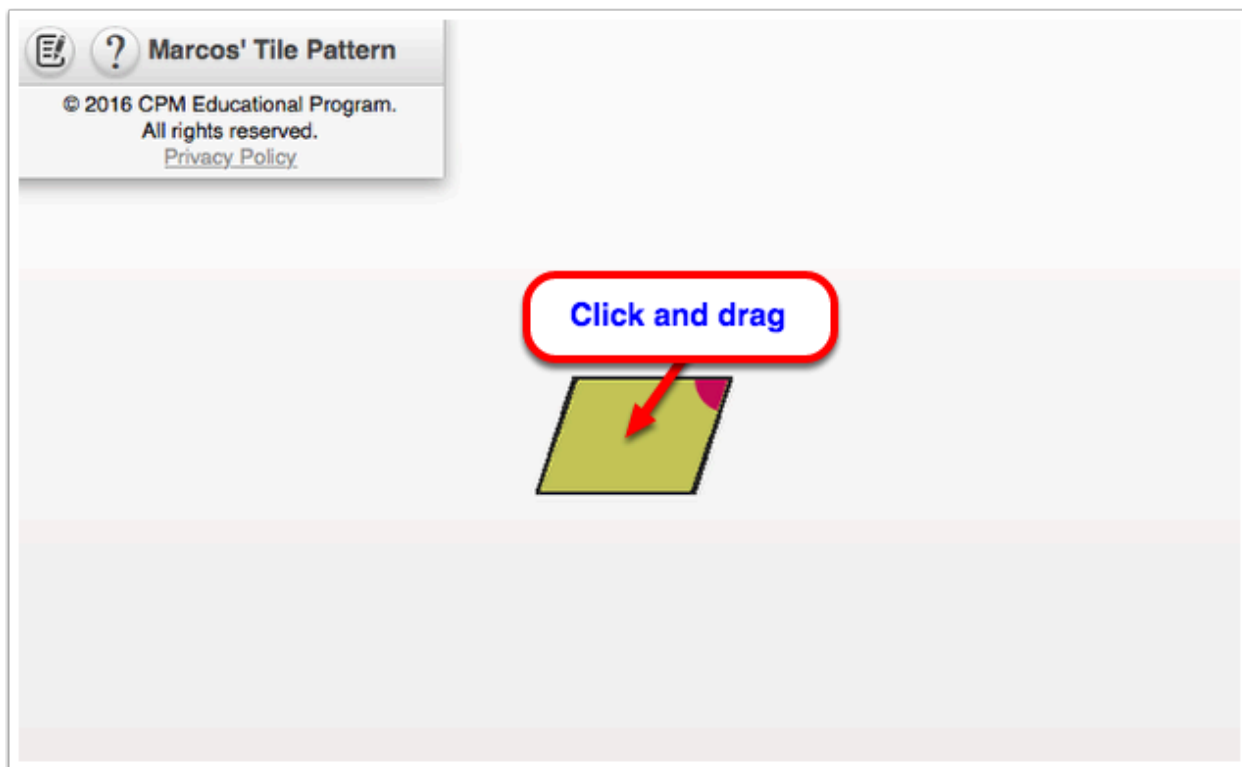 ? Marcos' Tile Pattern
© 2016 CPM Educational Program.
All rights reserved.
Privacy Policy
Click and drag